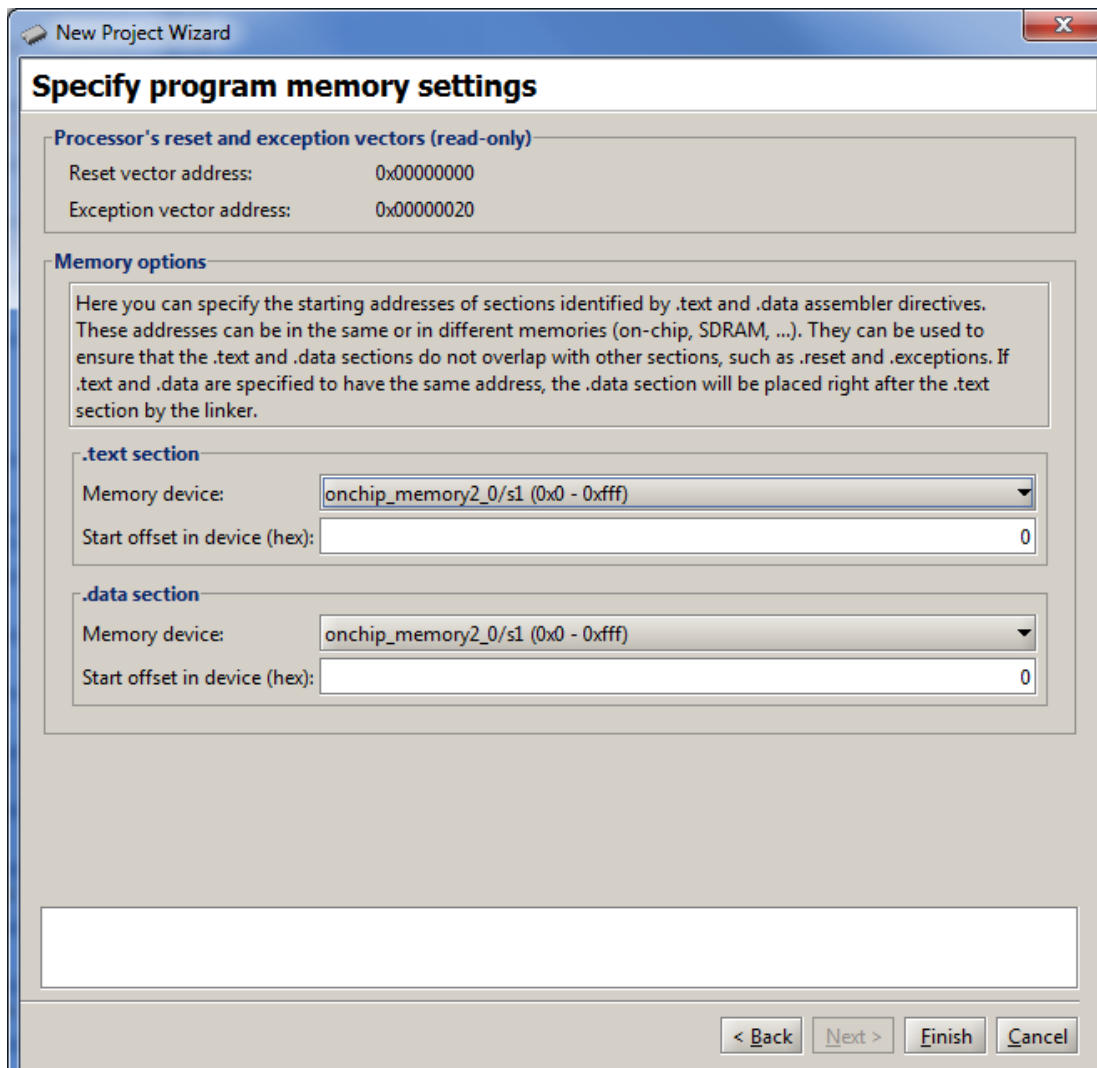 New Project Wizard
Specify program memory settings
Processor's reset and exception vectors (read-only)
Reset vector address: 0x00000000
Exception vector address: 0x00000020
Memory options
Here you can specify the starting addresses of sections identified by .text and .data assembler directives.
These addresses can be in the same or in different memories (on-chip, SDRAM, ...). They can be used to
ensure that the .text and .data sections do not overlap with other sections, such as .reset and .exceptions. If
.text and .data are specified to have the same address, the .data section will be placed right after the .text
section by the linker.
.text section
Memory device: onchip_memory2_0/s1 (0x0 - 0xfff)
Start offset in device (hex): 0
.data section
Memory device: onchip_memory2_0/s1 (0x0 - 0xfff)
Start offset in device (hex): 0
< Back Next > Finish Cancel